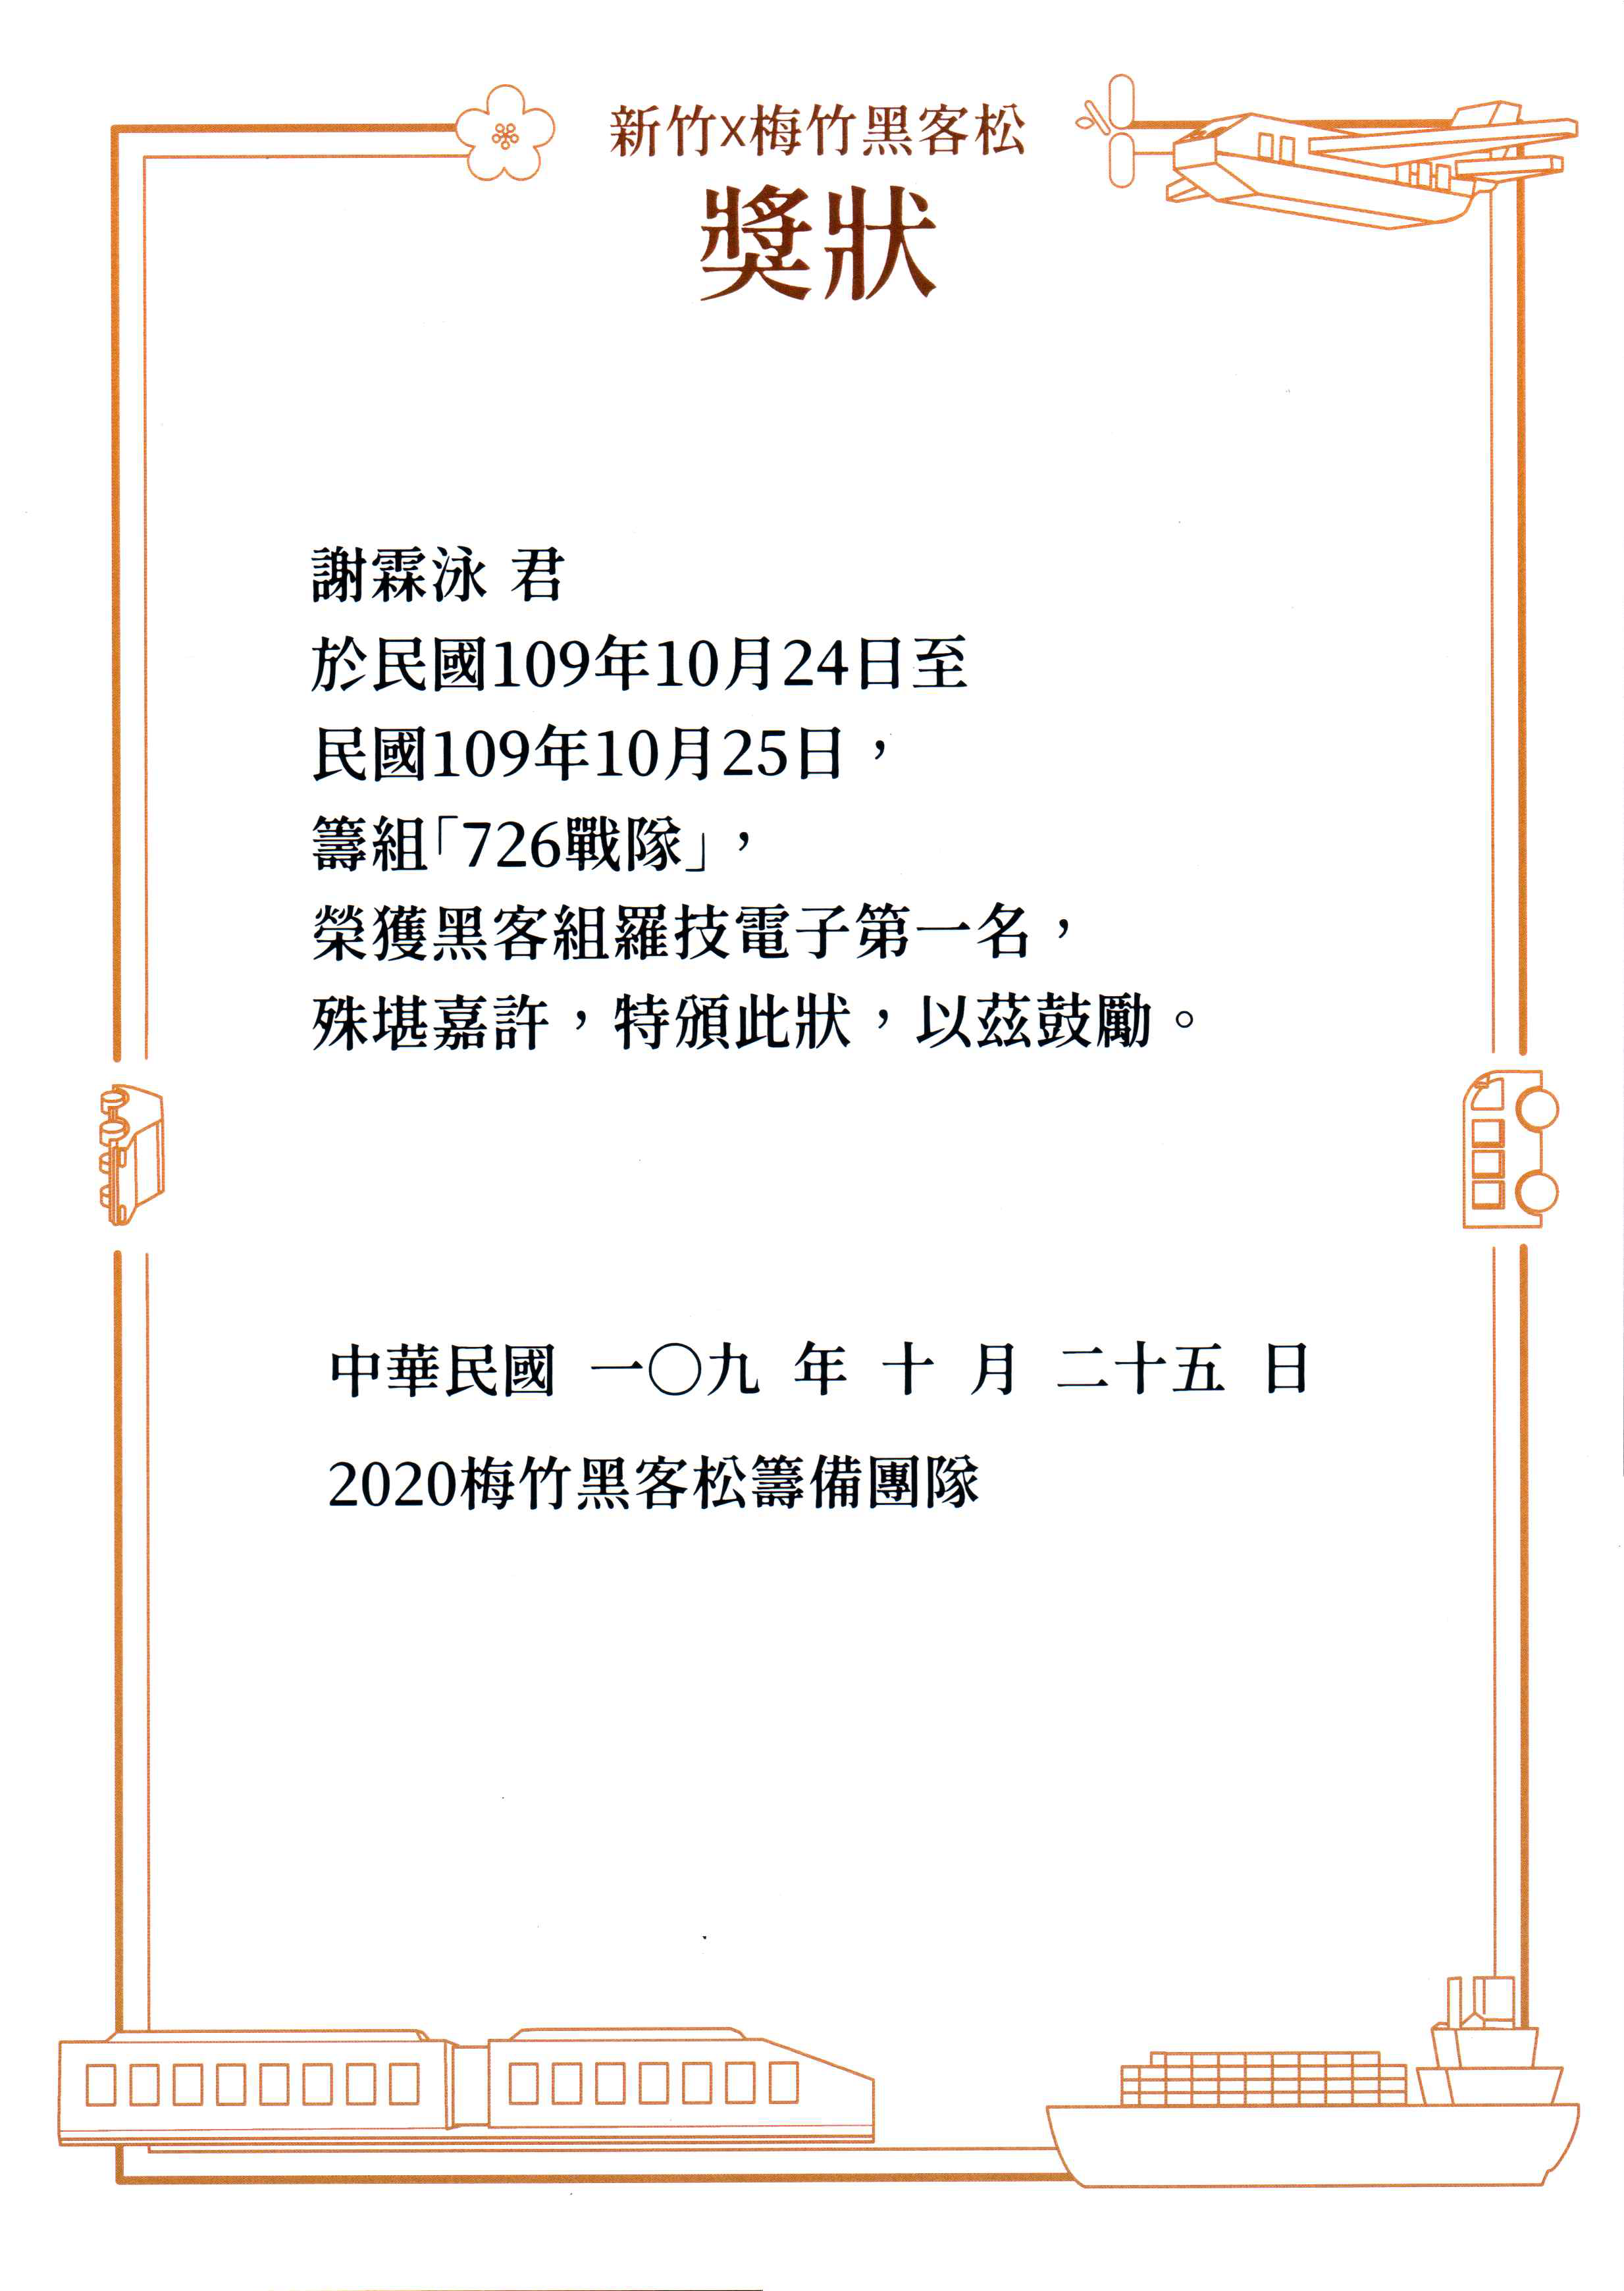 新竹x梅竹黑客松
獎狀
謝霖泳 君
於民國109年10月24日至
民國109年10月25日，
籌組「726戰隊」，
榮獲黑客組羅技電子第一名，
殊堪嘉許，特頒此狀，以茲鼓勵。
中華民國 一〇九 年 十 月 二十五 日
2020梅竹黑客松籌備團隊